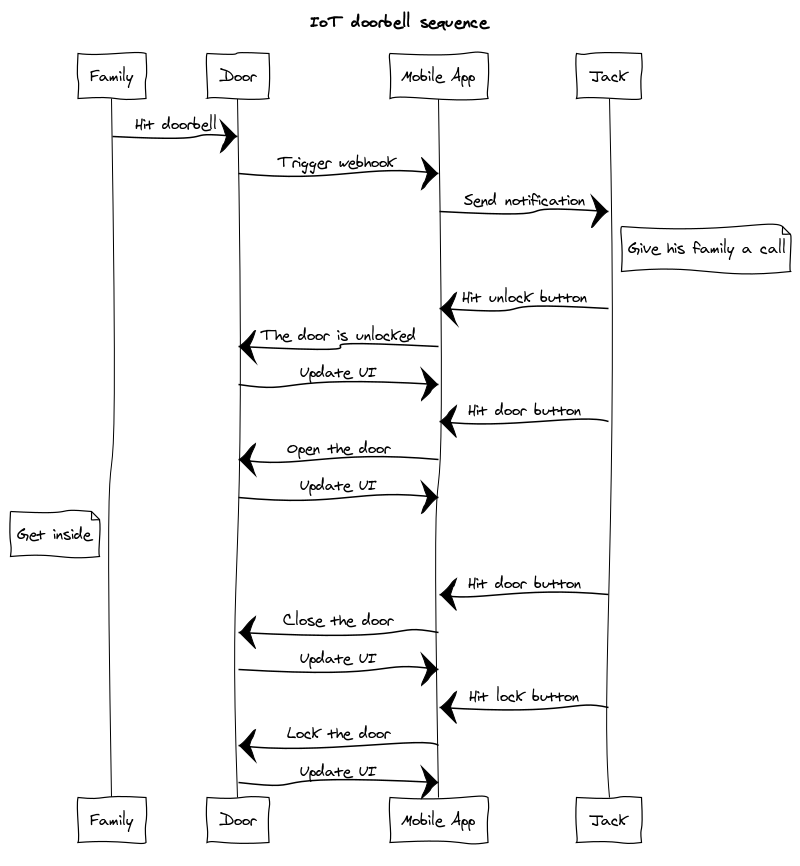 IoT doorbell sequence
Family
Door
Mobile App
Jack
Hit doorbell
Trigger webhook
Send notification
Give his family a call
Hit unlock button
The door is unlocked
Update UI
Hit door button
Open the door
Update UI
Get inside
Hit door button
Close the door
Update UI
Hit lock button
Lock the door
Update UI
Family
Door
Mobile App
Jack